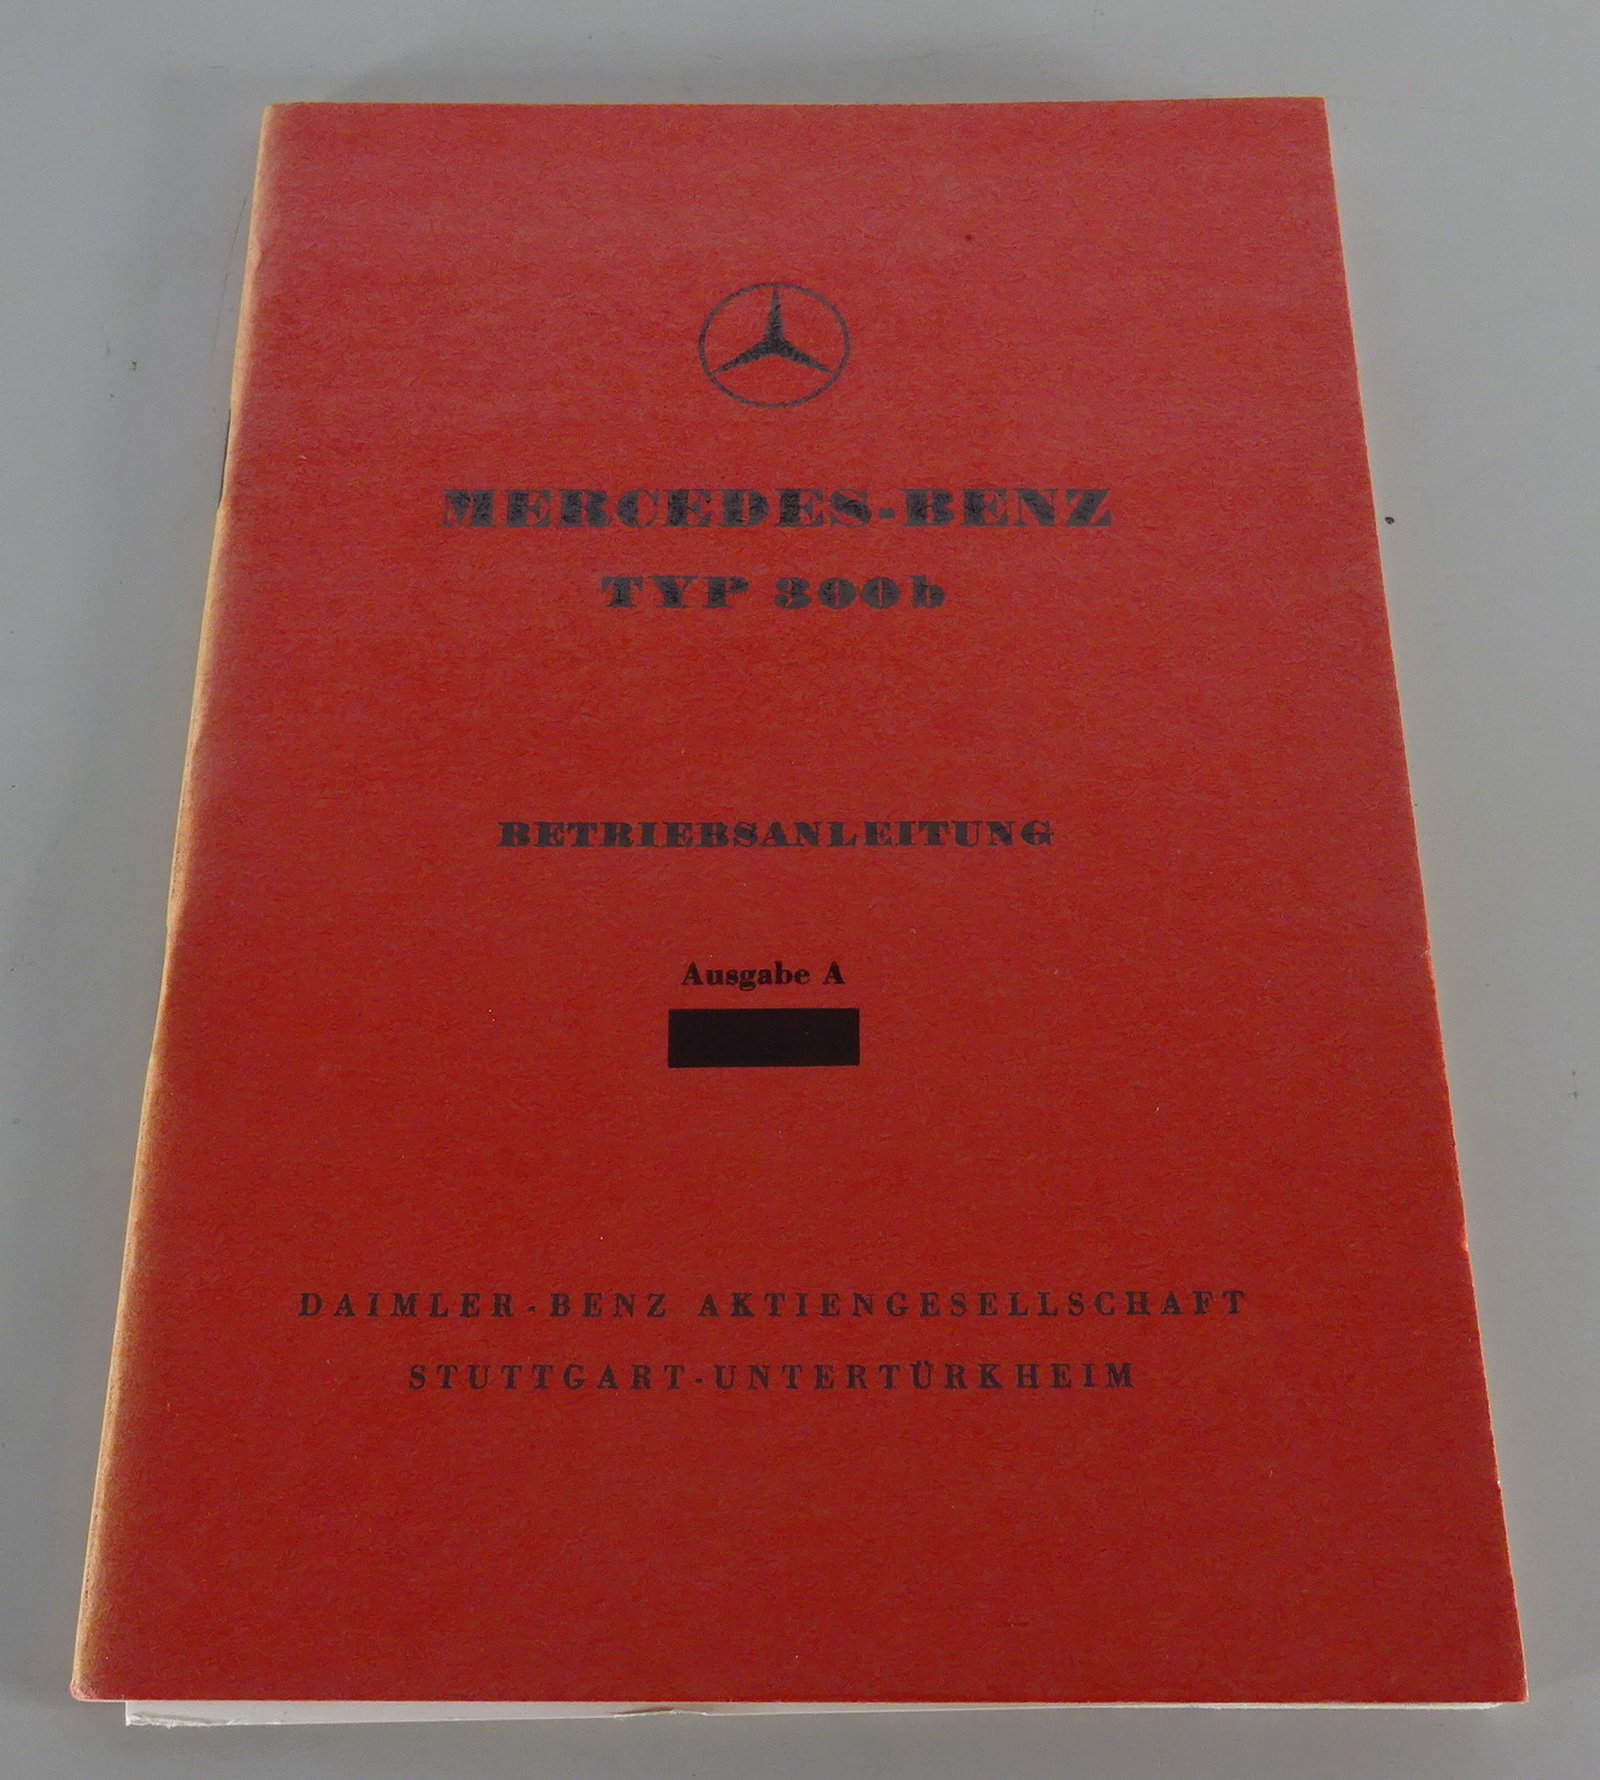 MERCEDES-BENZ
TYP 300b
BETRIEBSANLEITUNG
Ausgabe A
DAIMLER-BENZ AKTIENGESELLSCHAFT
STUTTGART-UNTERTÜRKHEIM